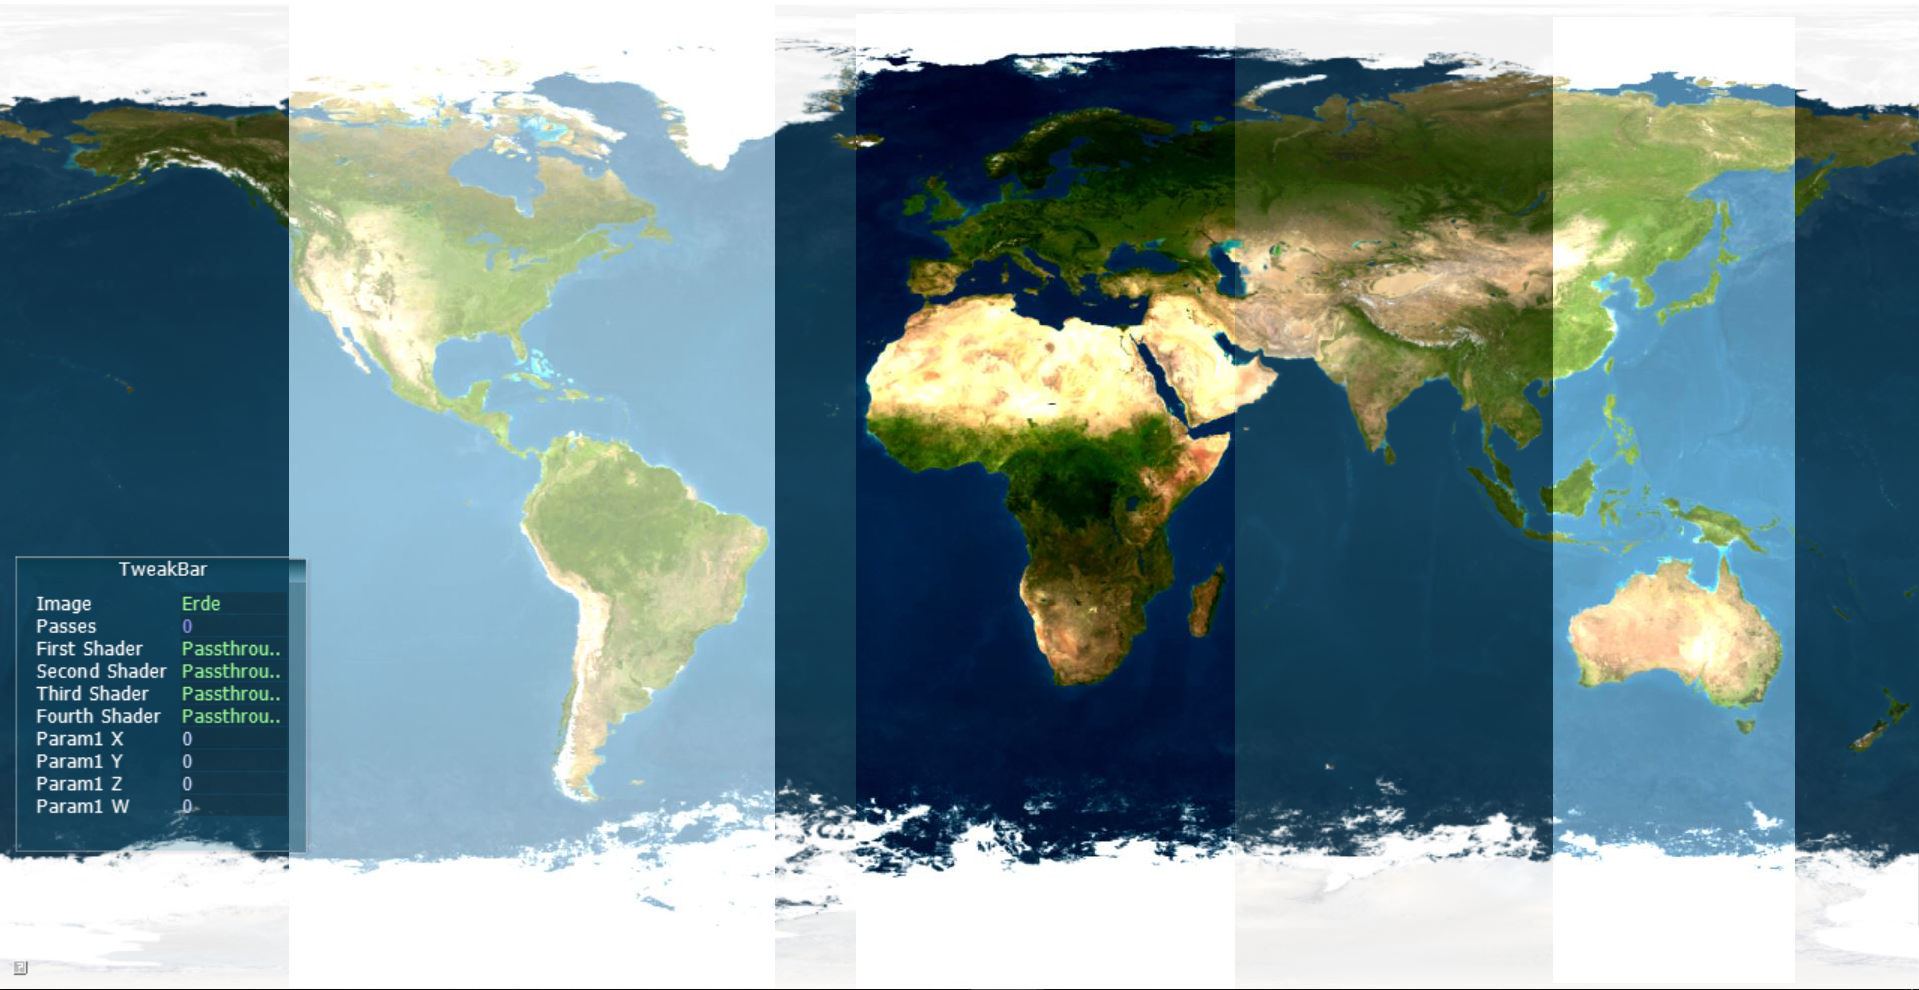 TweakBar
Image Erde
Passes 0
First Shader Passthrou..
Second Shader Passthrou..
Third Shader Passthrou..
Fourth Shader Passthrou..
Param1 X 0
Param1 Y 0
Param1 Z 0
Param1 W 0
?